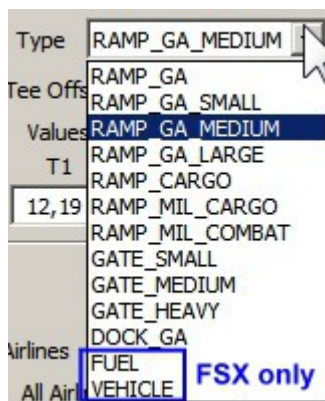 Type RAMP_GA_MEDIUM
RAMP_GA
Tee Offs RAMP_GA_SMALL
Values RAMP_GA_MEDIUM
T1 RAMP_GA_LARGE
RAMP_CARGO
12,19 RAMP_MIL_CARGO
RAMP_MIL_COMBAT
GATE_SMALL
GATE_MEDIUM
GATE_HEAVY
Airlines DOCK_GA
FUEL FSX only
All Airl VEHICLE